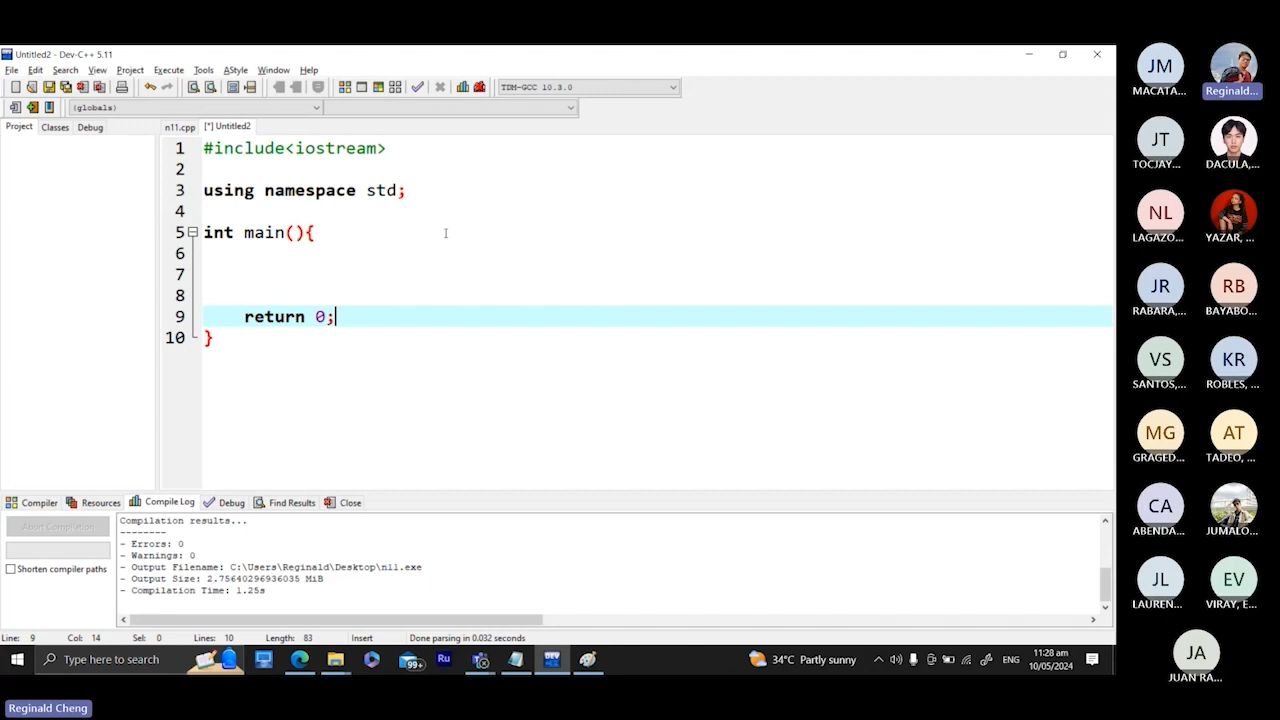 Untitled2 - Dev-C++ 5.11
File Edit Search View Project Execute Tools AStyle Window Help
TDM-GCC 10.3.0
(globals)
Project Classes Debug
n11.cpp [*] Untitled2
1 #include<iostream>
2
3 using namespace std;
4
5 int main(){
6
7
8
9 return 0;
10 }
Compiler Resources Compile Log Debug Find Results Close
Abort Compilation
Shorten compiler paths
Compilation results...
--------
- Errors: 0
- Warnings: 0
- Output Filename: C:\Users\Reginald\Desktop\n11.exe
- Output Size: 2.75640296936035 MiB
- Compilation Time: 1.25s
Line: 9 Col: 14 Sel: 0 Lines: 10 Length: 83 Insert Done parsing in 0.032 seconds
Type here to search
99+
Ru
DEV
34°C Partly sunny
ENG
11:28 am
10/05/2024
Reginald Cheng
JM
MACATA... Reginald...
JT
TOCJAY... DACULA,...
NL
LAGAZO... YAZAR, ...
JR RB
RABARA,... BAYABO...
VS KR
SANTOS,... ROBLES, ...
MG AT
GRAGED... TADEO, ...
CA
ABENDA... JUMALO...
JL EV
LAUREN... VIRAY, E...
JA
JUAN RA...